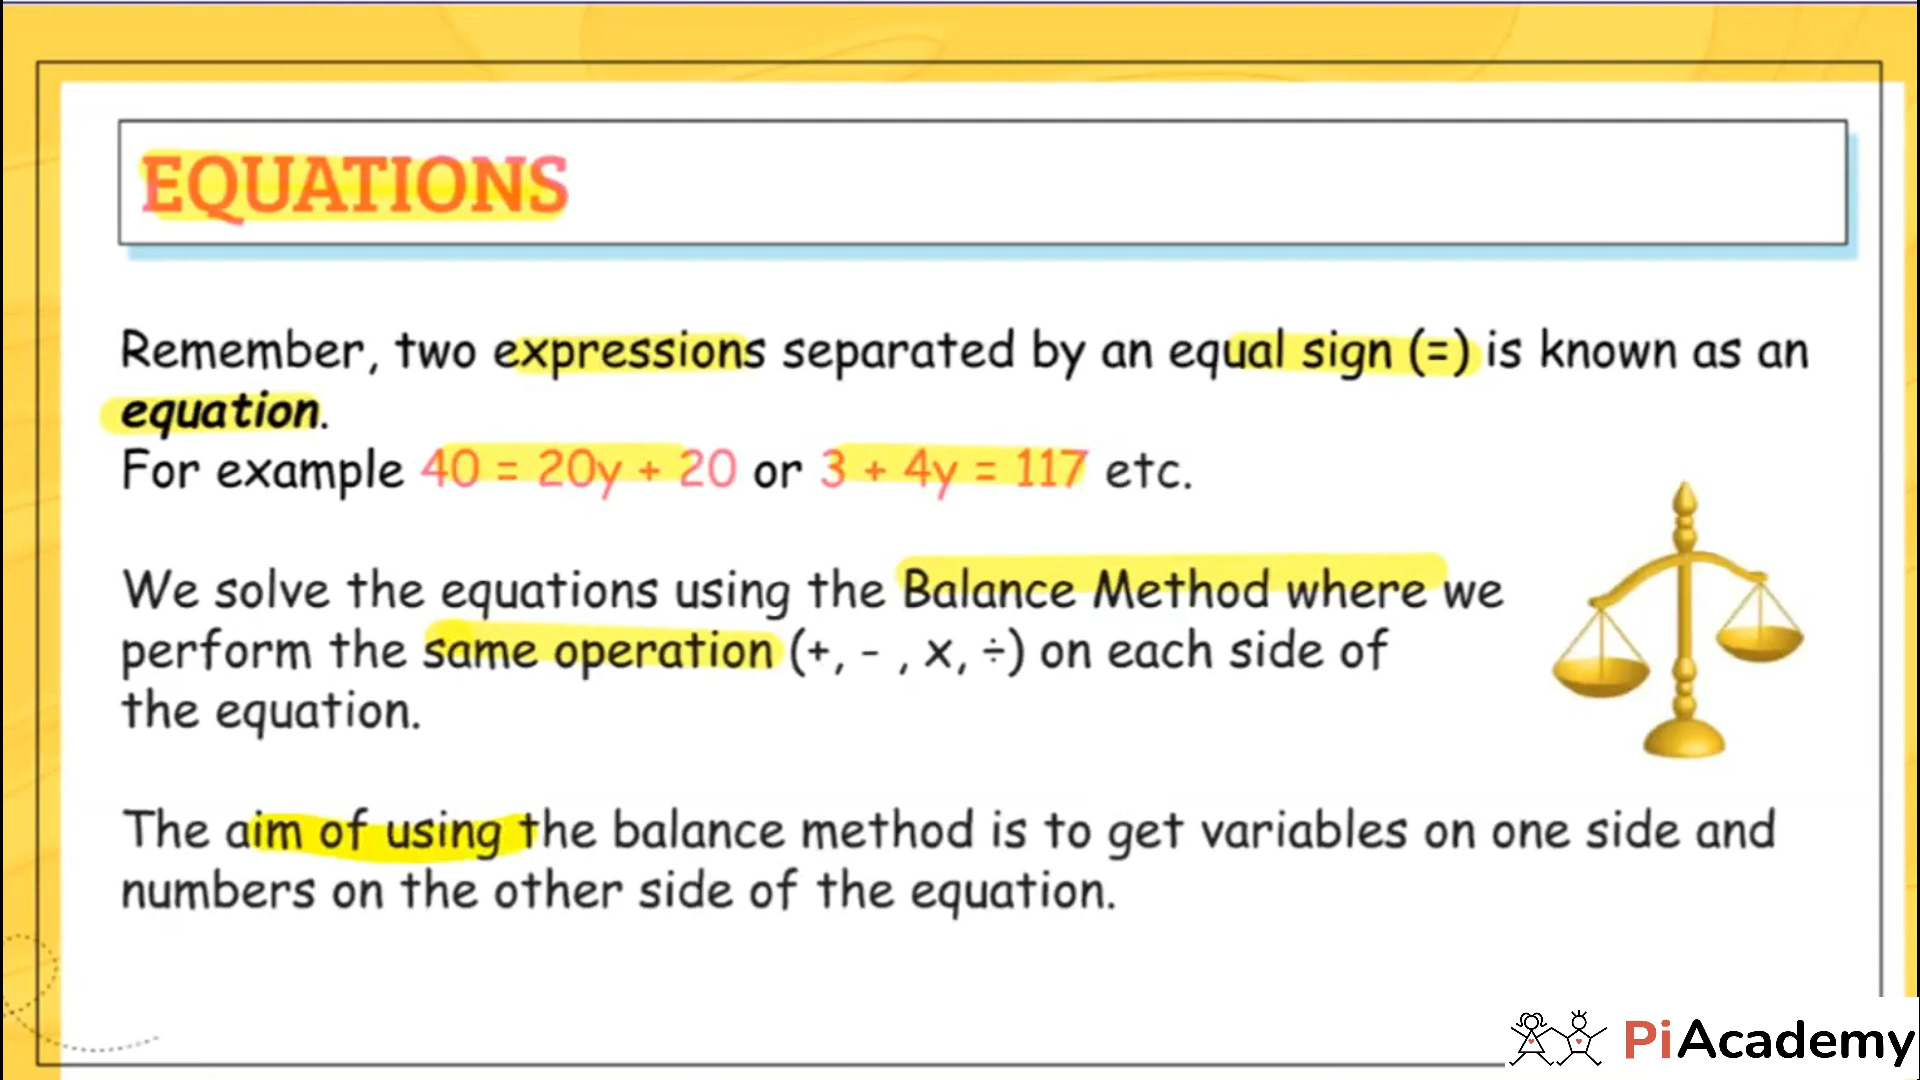 EQUATIONS
Remember, two expressions separated by an equal sign (=) is known as an
equation.
For example 40 = 20y + 20 or 3 + 4y = 117 etc.
We solve the equations using the Balance Method where we
perform the same operation (+, - , x, ÷) on each side of
the equation.
The aim of using the balance method is to get variables on one side and
numbers on the other side of the equation.
PiAcademy